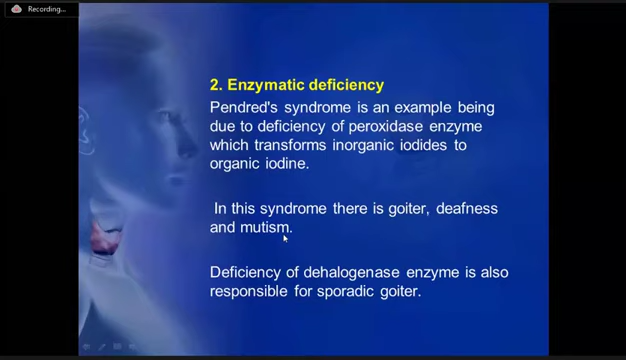 Recording...
2. Enzymatic deficiency
Pendred's syndrome is an example being
due to deficiency of peroxidase enzyme
which transforms inorganic iodides to
organic iodine.
In this syndrome there is goiter, deafness
and mutism.
Deficiency of dehalogenase enzyme is also
responsible for sporadic goiter.